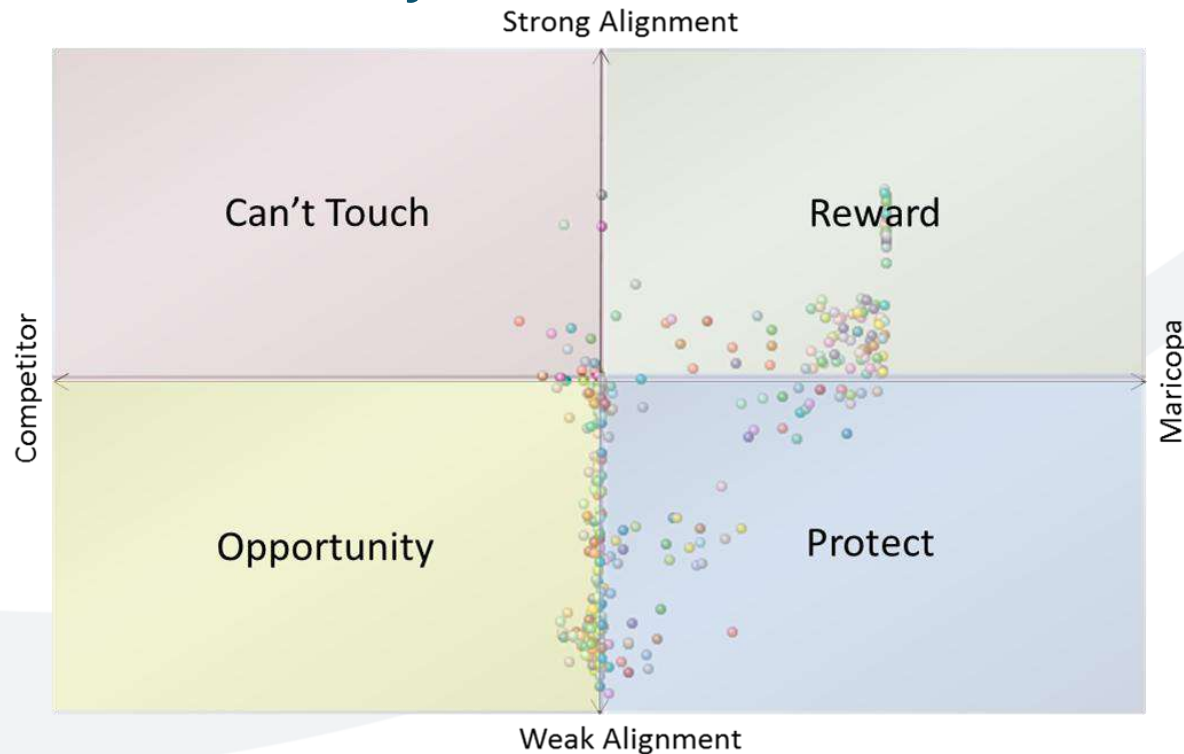 Strong Alignment
Can't Touch
Reward
Competitor
Maricopa
Opportunity
Protect
Weak Alignment